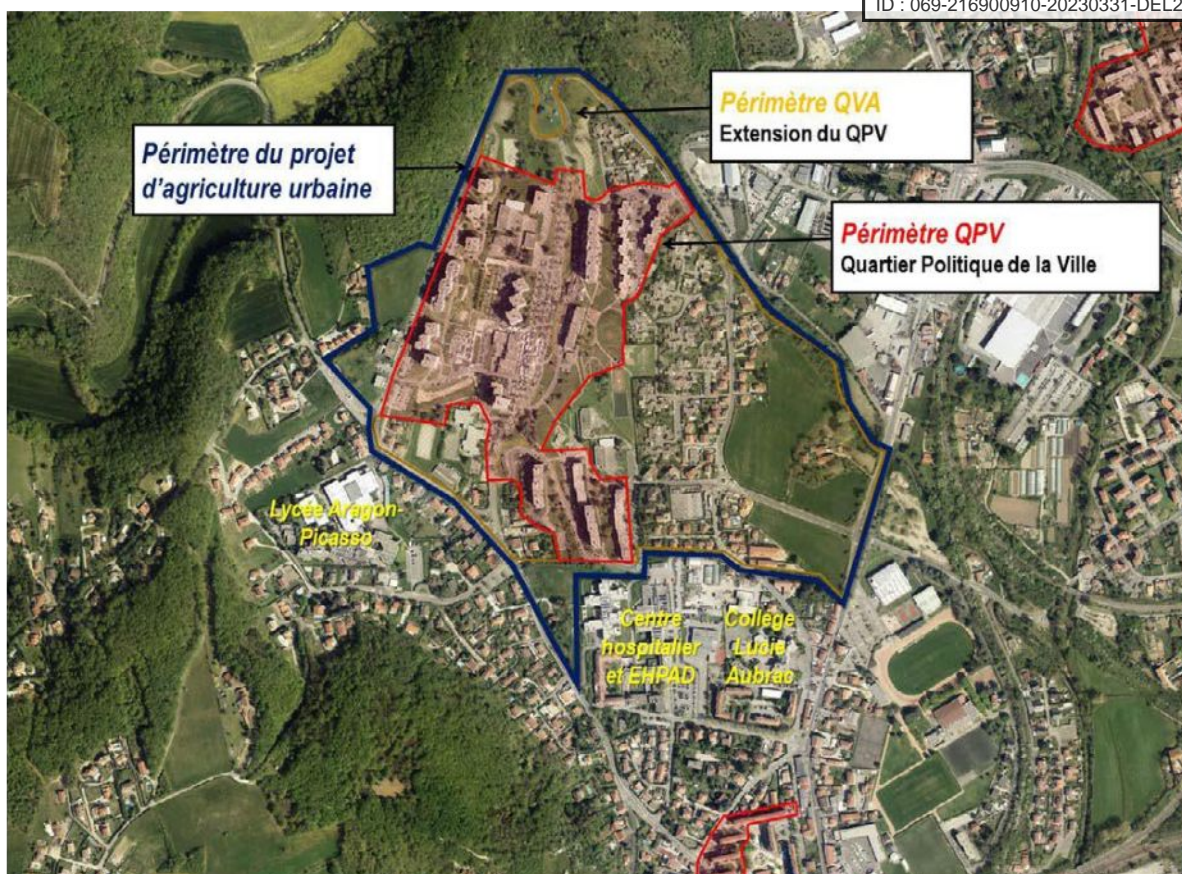 ID : 069-216900910-20230331-DEL2
Périmètre QVA
Extension du QPV
Périmètre du projet
d'agriculture urbaine
Périmètre QPV
Quartier Politique de la Ville
Lycée Aragon-
Picasso
Centre
hospitalier
et EHPAD
Collège
Lucie
Aubrac